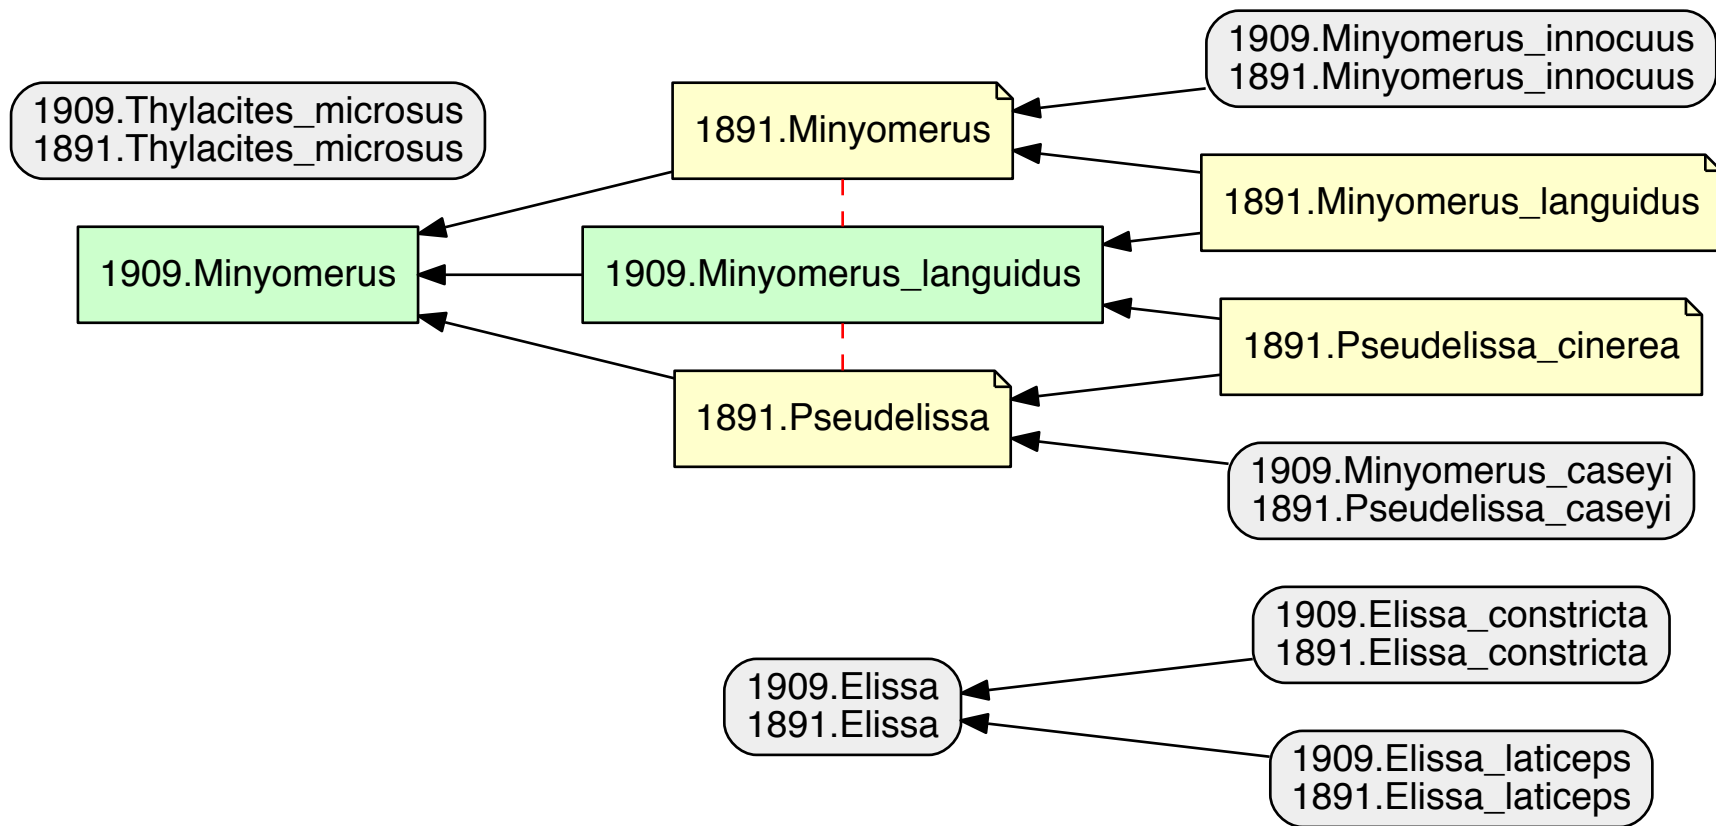 1909.Thylacites_microsus
1891.Thylacites_microsus
1909.Minyomerus
1891.Minyomerus
1909.Minyomerus_languidus
1891.Pseudelissa
1909.Elissa
1891.Elissa
1909.Minyomerus_innocuus
1891.Minyomerus_innocuus
1891.Minyomerus_languidus
1891.Pseudelissa_cinerea
1909.Minyomerus_caseyi
1891.Pseudelissa_caseyi
1909.Elissa_constricta
1891.Elissa_constricta
1909.Elissa_laticeps
1891.Elissa_laticeps